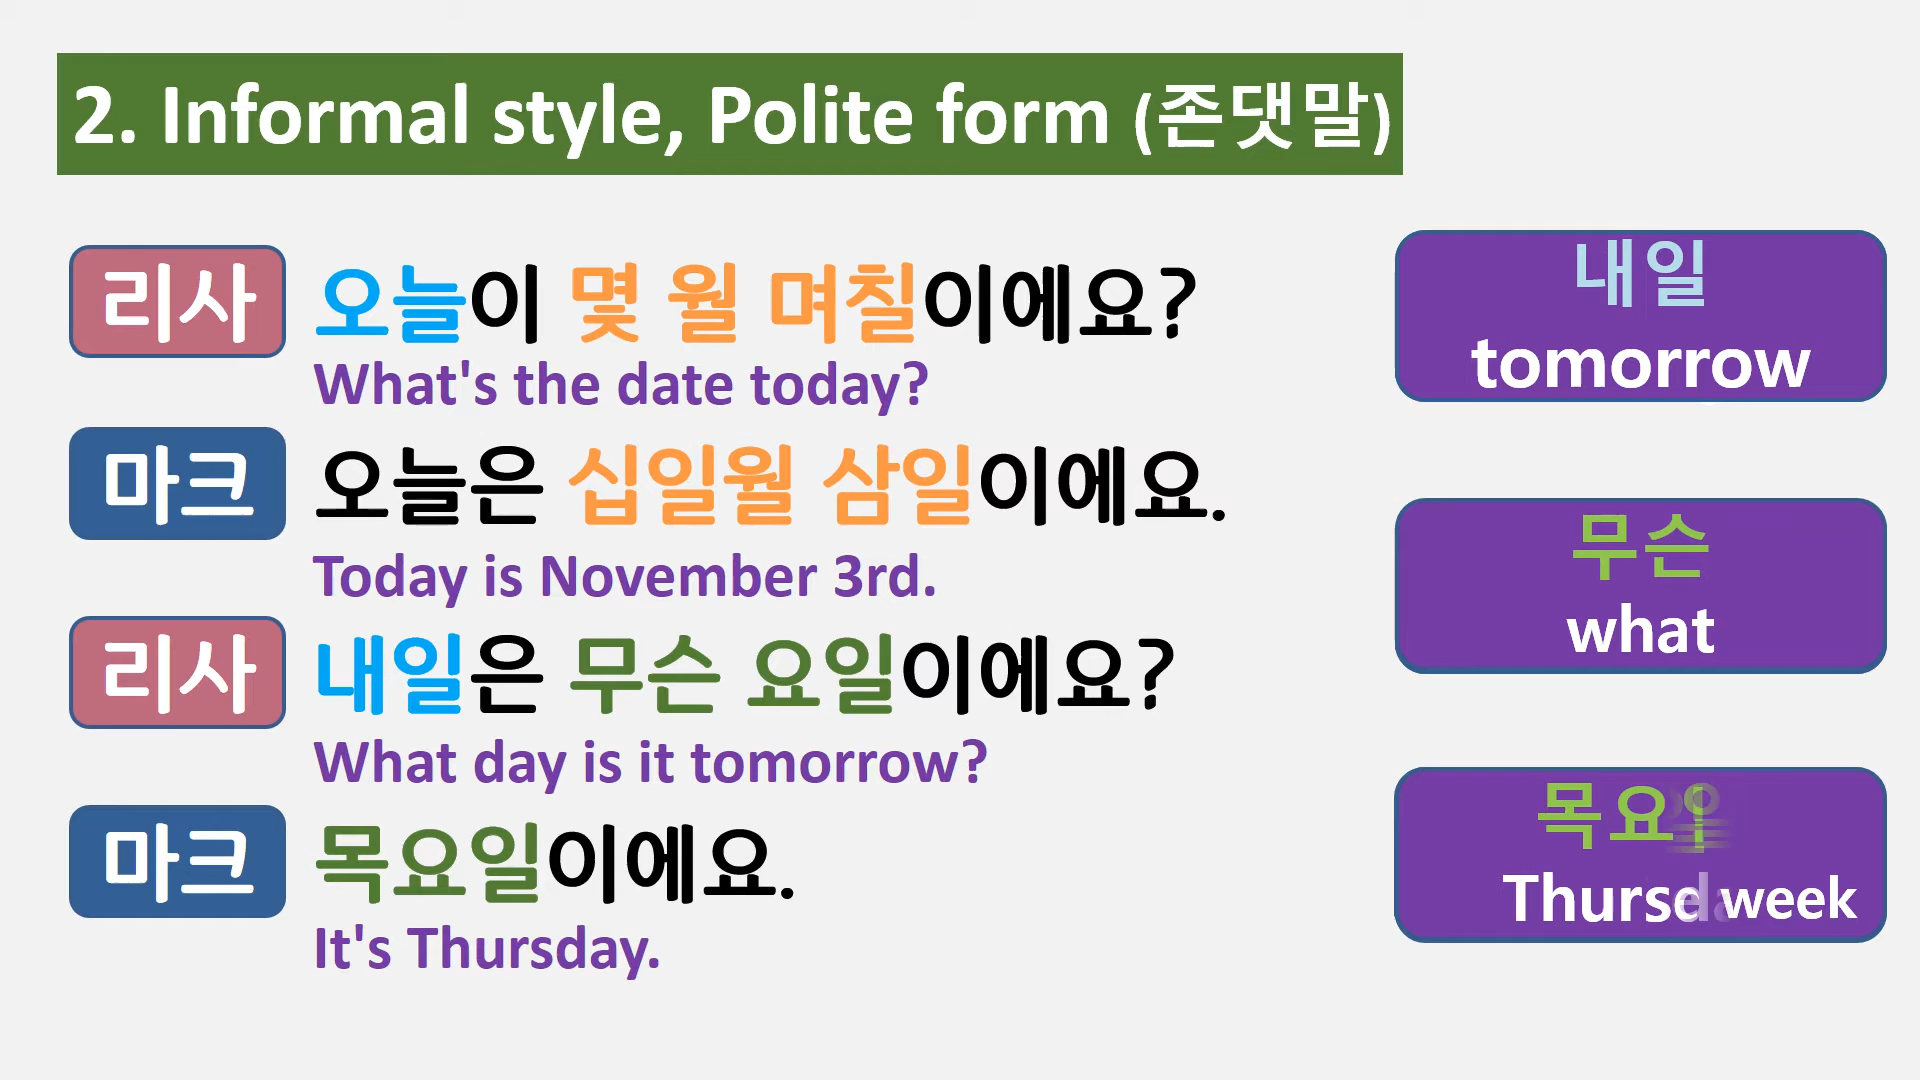 2. Informal style, Polite form (존댓말)
리사 오늘이 몇 월 며칠이에요?
What's the date today?
마크 오늘은 십일월 삼일이에요.
Today is November 3rd.
리사 내일은 무슨 요일이에요?
What day is it tomorrow?
마크 목요일이에요.
It's Thursday.
내일
tomorrow
무슨
what
week